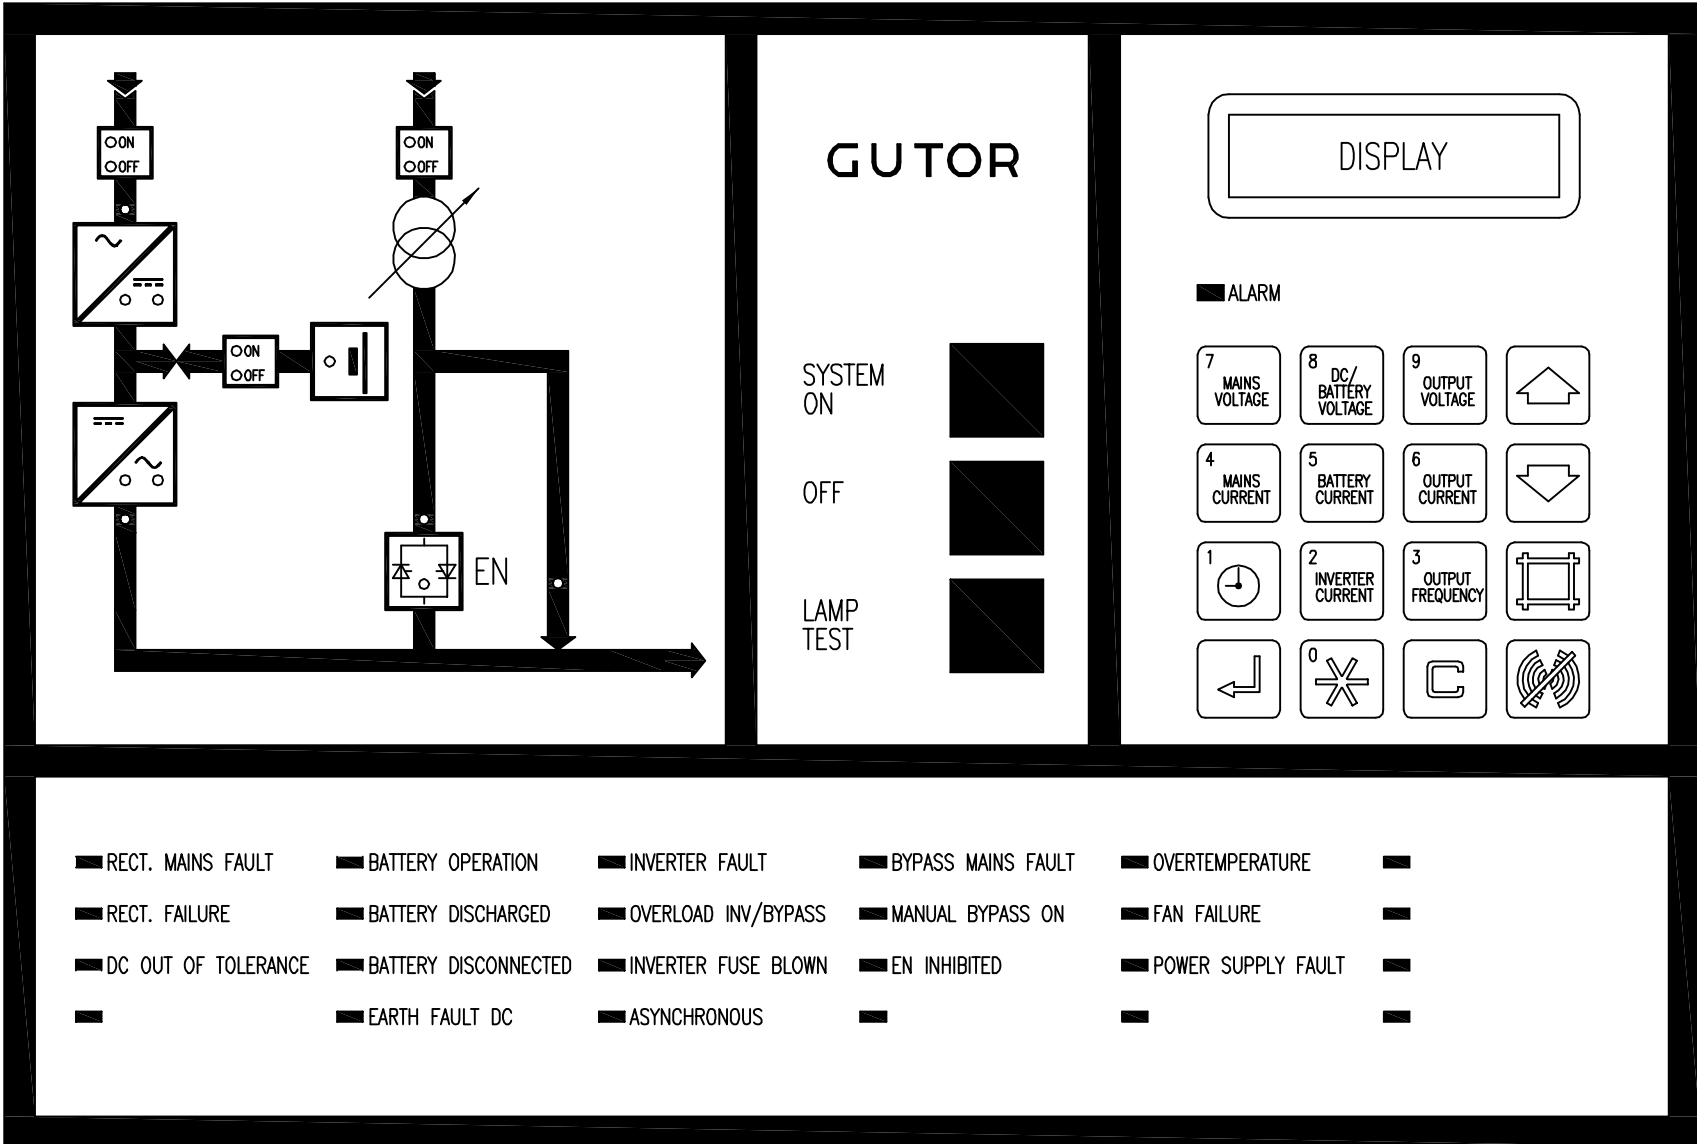 ON
OFF
ON
OFF
ON
OFF
EN
GUTOR
SYSTEM
ON
OFF
LAMP
TEST
DISPLAY
ALARM
7
MAINS
VOLTAGE
8
DC/
BATTERY
VOLTAGE
9
OUTPUT
VOLTAGE
4
MAINS
CURRENT
5
BATTERY
CURRENT
6
OUTPUT
CURRENT
1
2
INVERTER
CURRENT
3
OUTPUT
FREQUENCY
0
C
RECT. MAINS FAULT
RECT. FAILURE
DC OUT OF TOLERANCE
BATTERY OPERATION
BATTERY DISCHARGED
BATTERY DISCONNECTED
EARTH FAULT DC
INVERTER FAULT
OVERLOAD INV/BYPASS
INVERTER FUSE BLOWN
ASYNCHRONOUS
BYPASS MAINS FAULT
MANUAL BYPASS ON
EN INHIBITED
OVERTEMPERATURE
FAN FAILURE
POWER SUPPLY FAULT